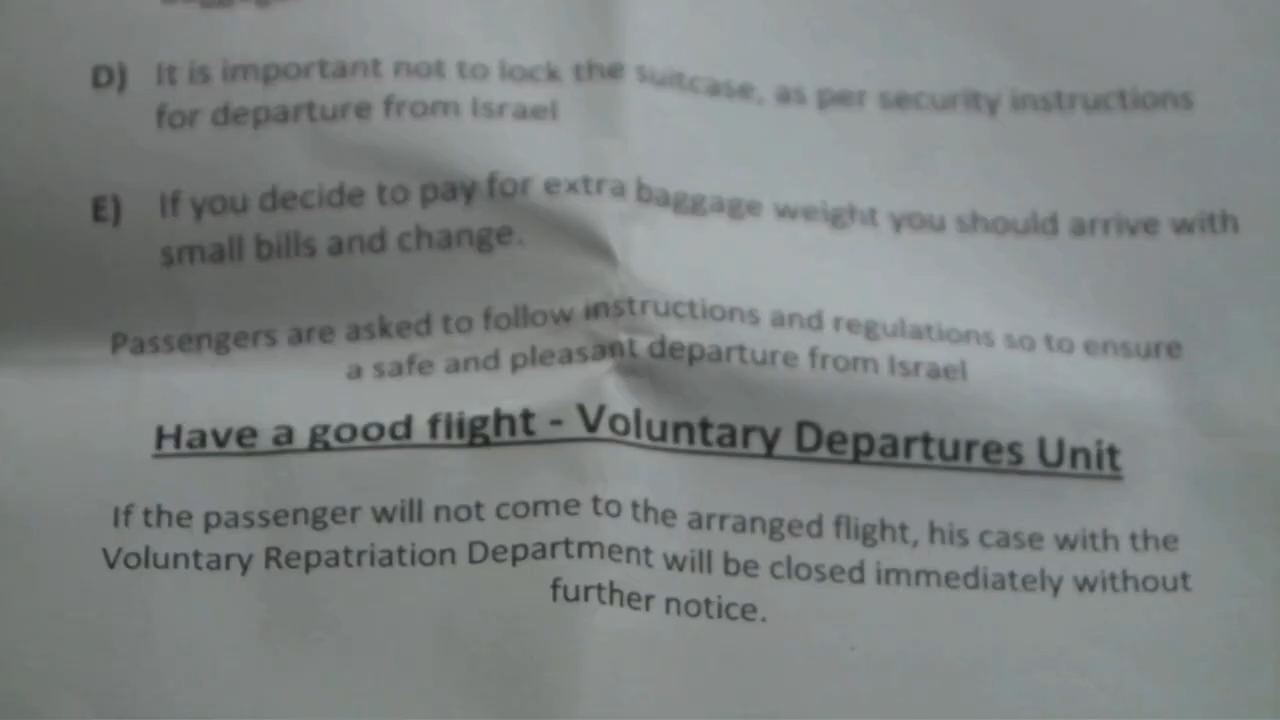 D) It is important not to lock the suitcase, as per security instructions
for departure from Israel
E) If you decide to pay for extra baggage weight you should arrive with
small bills and change.
Passengers are asked to follow instructions and regulations so to ensure
a safe and pleasant departure from Israel
Have a good flight - Voluntary Departures Unit
If the passenger will not come to the arranged flight, his case with the
Voluntary Repatriation Department will be closed immediately without
further notice.